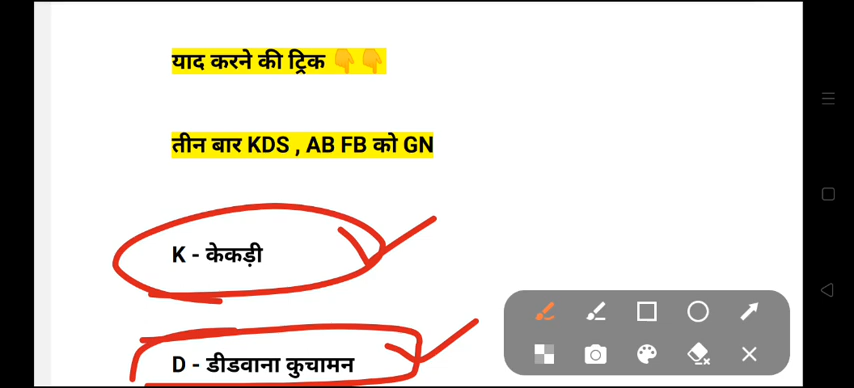 याद करने की ट्रिक 👇👇
तीन बार KDS , AB FB को GN
K - केकड़ी
D - डीडवाना कुचामन